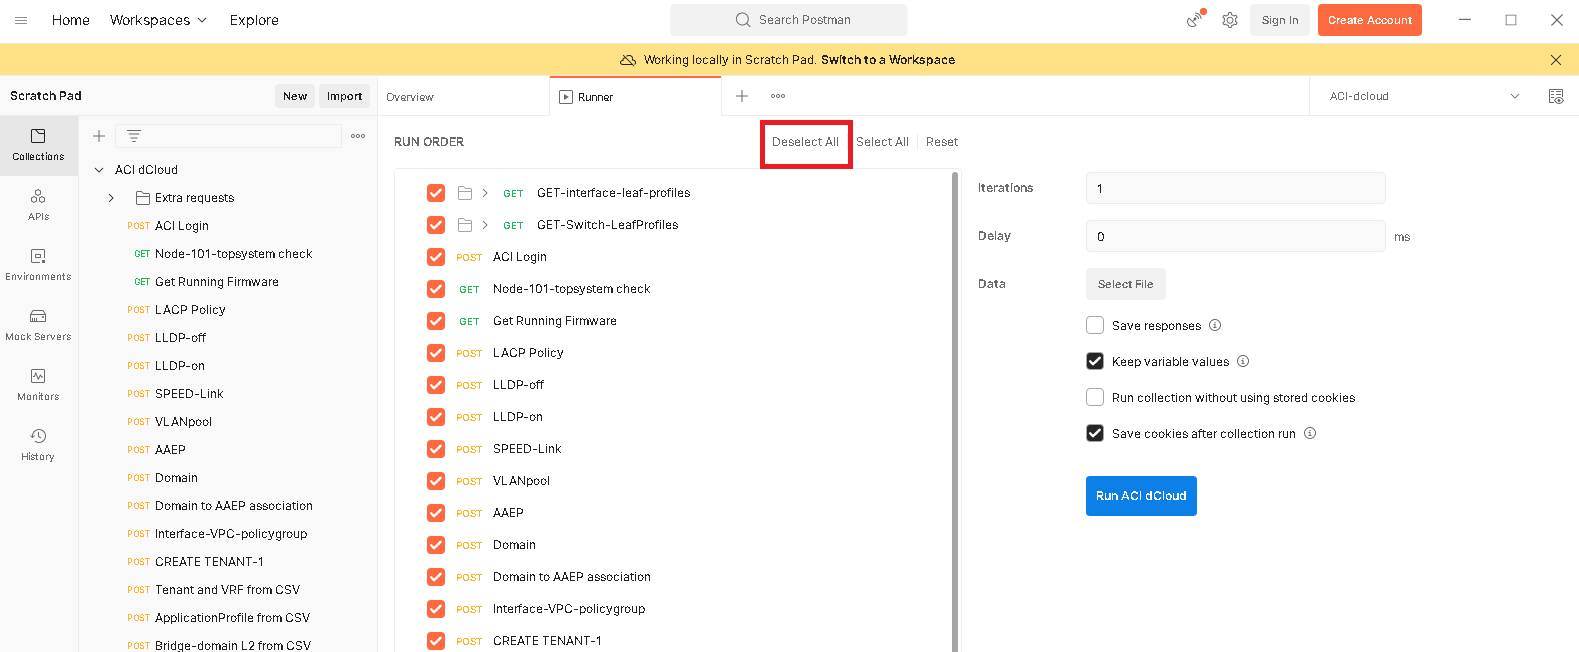 Home Workspaces Explore Search Postman Sign In Create Account
Working locally in Scratch Pad. Switch to a Workspace
Scratch Pad New Import
Overview Runner ACI-dcloud
Collections
APIs
Environments
Mock Servers
Monitors
History
ACI dCloud
Extra requests
POST ACI Login
GET Node-101-topsystem check
GET Get Running Firmware
POST LACP Policy
POST LLDP-off
POST LLDP-on
POST SPEED-Link
POST VLANpool
POST AAEP
POST Domain
POST Domain to AAEP association
POST Interface-VPC-policygroup
POST CREATE TENANT-1
POST Tenant and VRF from CSV
POST ApplicationProfile from CSV
POST Bridge-domain L2 from CSV
RUN ORDER Deselect All Select All Reset
GET GET-interface-leaf-profiles
GET GET-Switch-LeafProfiles
POST ACI Login
GET Node-101-topsystem check
GET Get Running Firmware
POST LACP Policy
POST LLDP-off
POST LLDP-on
POST SPEED-Link
POST VLANpool
POST AAEP
POST Domain
POST Domain to AAEP association
POST Interface-VPC-policygroup
POST CREATE TENANT-1
Iterations 1
Delay 0 ms
Data Select File
Save responses
Keep variable values
Run collection without using stored cookies
Save cookies after collection run
Run ACI dCloud